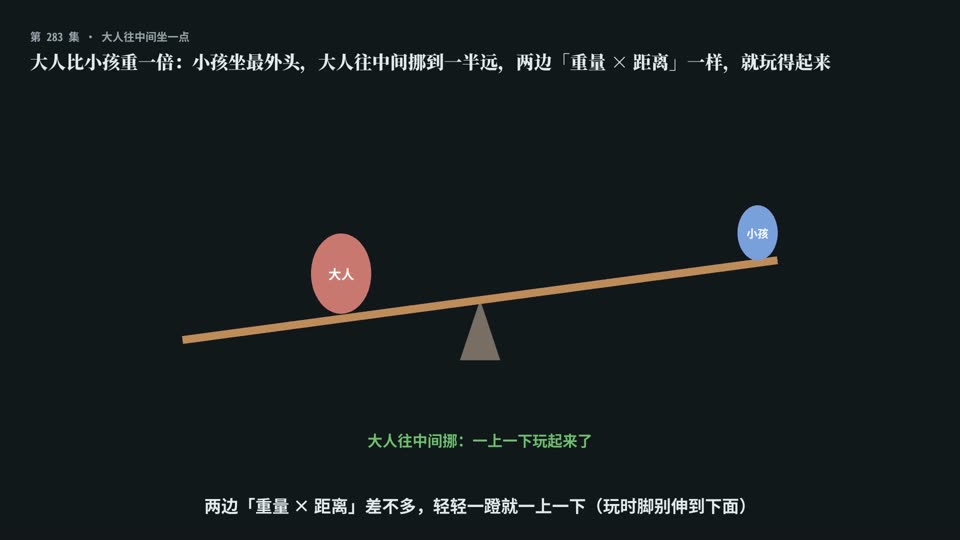 第 283 集 · 大人往中间坐一点
大人比小孩重一倍：小孩坐最外头，大人往中间挪到一半远，两边「重量 × 距离」一样，就玩得起来
小孩
大人
大人往中间挪：一上一下玩起来了
两边「重量 × 距离」差不多，轻轻一蹬就一上一下（玩时脚别伸到下面）